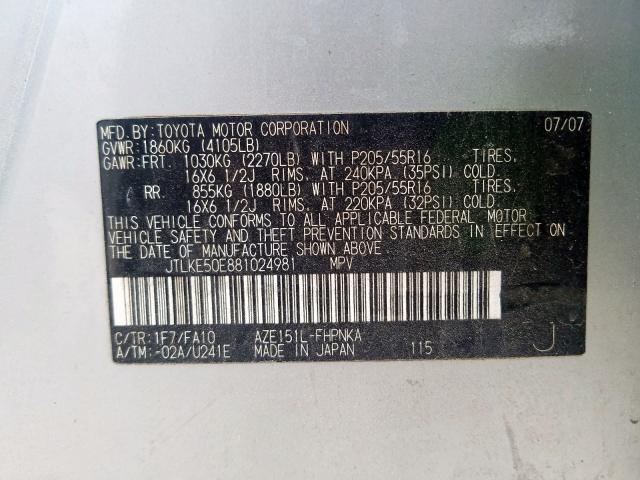 MFD.BY:TOYOTA MOTOR CORPORATION 07/07
GVWR:1860KG (4105LB)
GAWR:FRT. 1030KG (2270LB) WITH P205/55R16 TIRES,
16X6 1/2J RIMS, AT 240KPA (35PSI) COLD
RR. 855KG (1880LB) WITH P205/55R16 TIRES,
16X6 1/2J RIMS, AT 220KPA (32PSI) COLD
THIS VEHICLE CONFORMS TO ALL APPLICABLE FEDERAL MOTOR
VEHICLE SAFETY AND THEFT PREVENTION STANDARDS IN EFFECT ON
THE DATE OF MANUFACTURE SHOWN ABOVE.
JTLKE50E881024981 MPV
C/TR:1F7/FA10 AZE151L-FHPNKA
A/TM:-02A/U241E MADE IN JAPAN 115 J